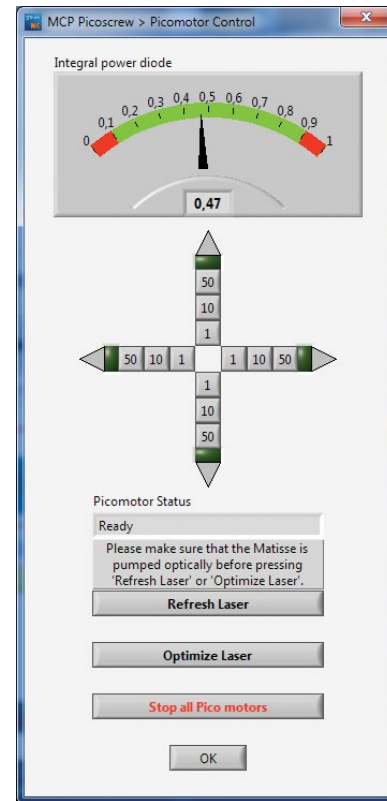 MCP Picoscrew > Picomotor Control
x
Integral power diode
0 0,1 0,2 0,3 0,4 0,5 0,6 0,7 0,8 0,9 1
0,47
50
10
1
50 10 1 1 10 50
1
10
50
Picomotor Status
Ready
Please make sure that the Matisse is
pumped optically before pressing
'Refresh Laser' or 'Optimize Laser'.
Refresh Laser
Optimize Laser
Stop all Pico motors
OK